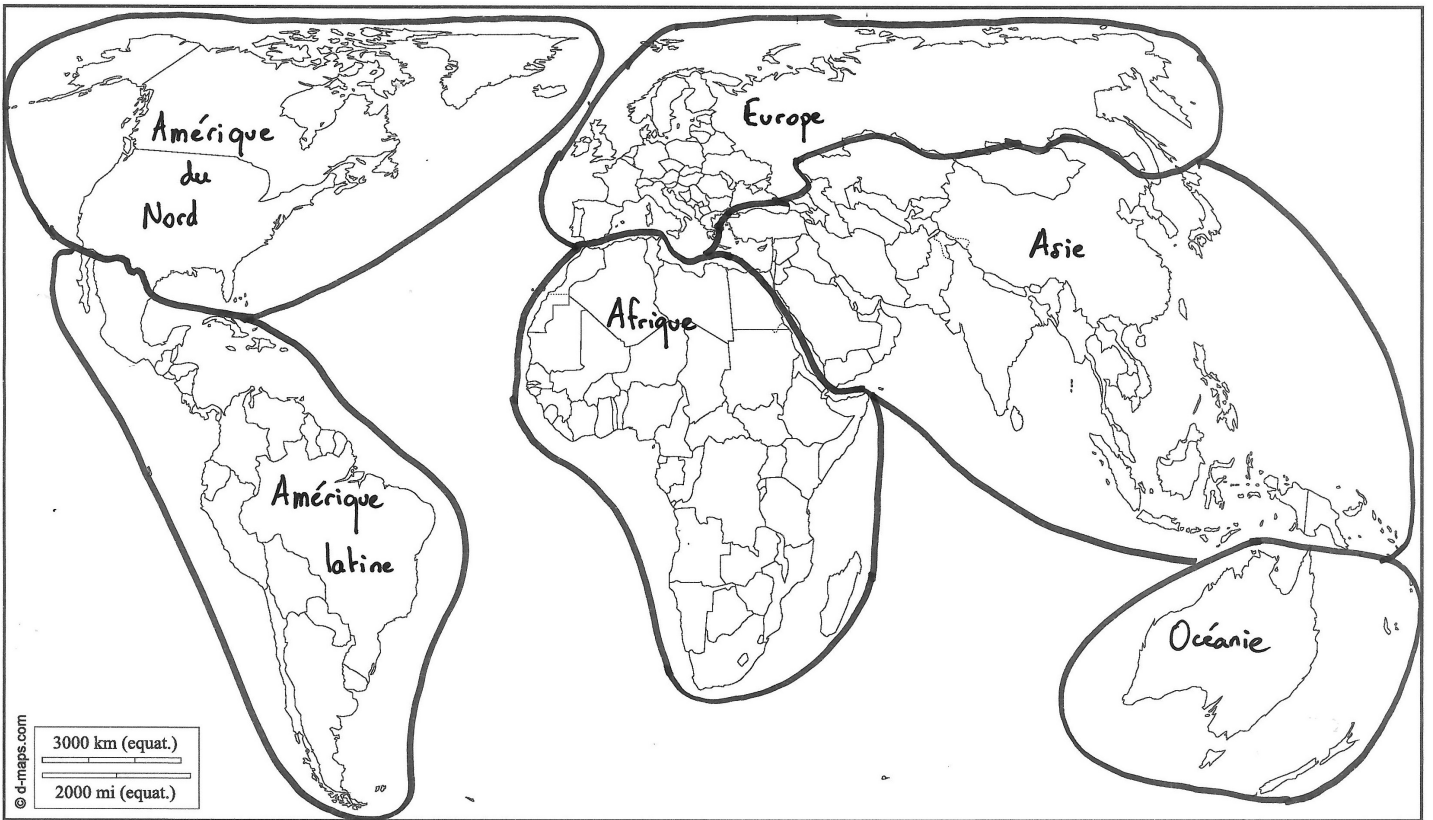 Amérique
du
Nord
Europe
Asie
Afrique
Amérique
latine
Océanie
3000 km (equat.)
2000 mi (equat.)
© d-maps.com